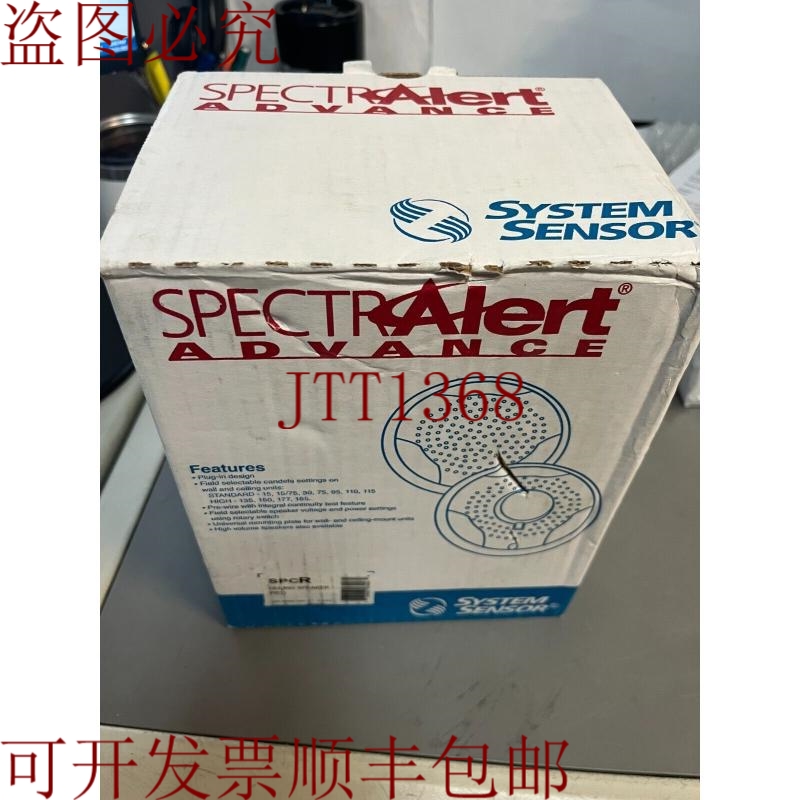 盗图必究
SPECTRAlert®
ADVANCE
SYSTEM
SENSOR
SPECTRAlert®
ADVANCE
JTT1368
Features
• Plug-in design
• Field selectable candela settings on
wall and ceiling units:
STANDARD - 15, 15/75, 30, 75, 95, 110, 115
HIGH - 135, 150, 177, 185.
• Pre-wire with integral continuity test feature
• Field selectable speaker voltage and power settings
using rotary switch
• Universal mounting plate for wall- and ceiling-mount units
• High volume speakers also available
SPCR
SYSTEM
SENSOR®
可开发票顺丰包邮